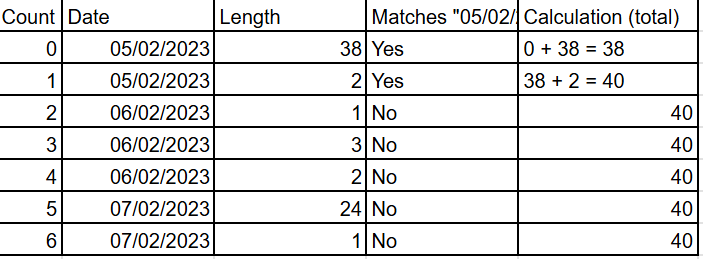 Count Date Length Matches "05/02/ Calculation (total)
0 05/02/2023 38 Yes 0 + 38 = 38
1 05/02/2023 2 Yes 38 + 2 = 40
2 06/02/2023 1 No 40
3 06/02/2023 3 No 40
4 06/02/2023 2 No 40
5 07/02/2023 24 No 40
6 07/02/2023 1 No 40